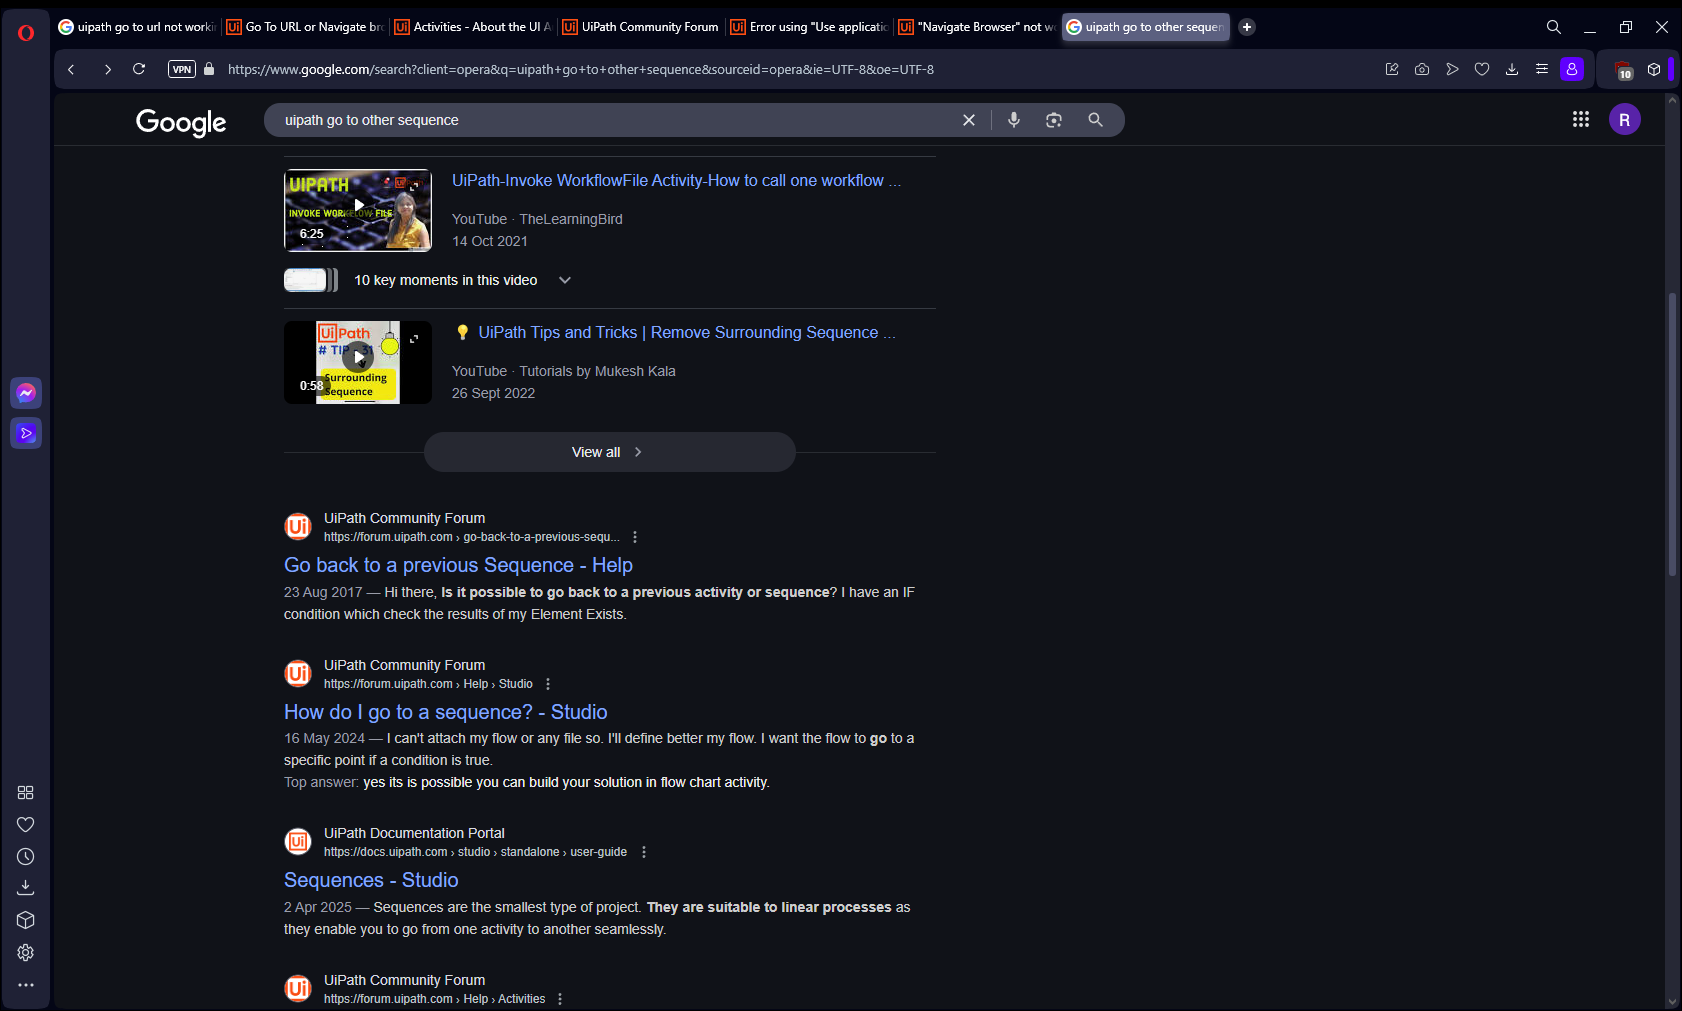 uipath go to url not workin
Go To URL or Navigate bro
Activities - About the UI A
UiPath Community Forum
Error using "Use applicatio
"Navigate Browser" not w
uipath go to other sequen
VPN
https://www.google.com/search?client=opera&q=uipath+go+to+other+sequence&sourceid=opera&ie=UTF-8&oe=UTF-8
10
Google
uipath go to other sequence
R
UIPATH
INVOKE WORKFLOW FILE
6:25
UiPath-Invoke WorkflowFile Activity-How to call one workflow ...
YouTube · TheLearningBird
14 Oct 2021
10 key moments in this video
UiPath
# TIP - 31
Surrounding
Sequence
0:58
UiPath Tips and Tricks | Remove Surrounding Sequence ...
YouTube · Tutorials by Mukesh Kala
26 Sept 2022
View all
UiPath Community Forum
https://forum.uipath.com › go-back-to-a-previous-sequ...
Go back to a previous Sequence - Help
23 Aug 2017 — Hi there, Is it possible to go back to a previous activity or sequence? I have an IF
condition which check the results of my Element Exists.
UiPath Community Forum
https://forum.uipath.com › Help › Studio
How do I go to a sequence? - Studio
16 May 2024 — I can't attach my flow or any file so. I'll define better my flow. I want the flow to go to a
specific point if a condition is true.
Top answer: yes its is possible you can build your solution in flow chart activity.
UiPath Documentation Portal
https://docs.uipath.com › studio › standalone › user-guide
Sequences - Studio
2 Apr 2025 — Sequences are the smallest type of project. They are suitable to linear processes as
they enable you to go from one activity to another seamlessly.
UiPath Community Forum
https://forum.uipath.com › Help › Activities